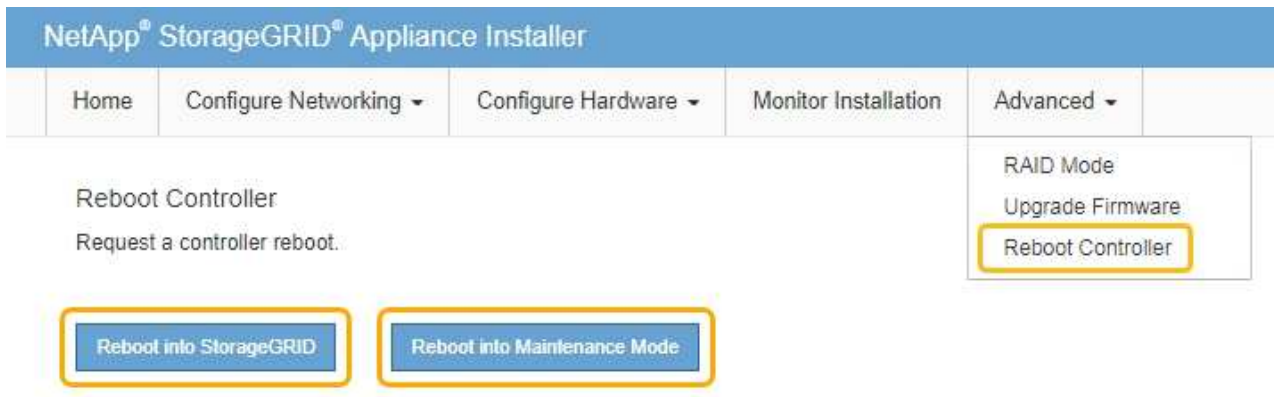 NetApp® StorageGRID® Appliance Installer
Home Configure Networking Configure Hardware Monitor Installation Advanced
RAID Mode
Upgrade Firmware
Reboot Controller
Reboot Controller
Request a controller reboot.
Reboot into StorageGRID Reboot into Maintenance Mode